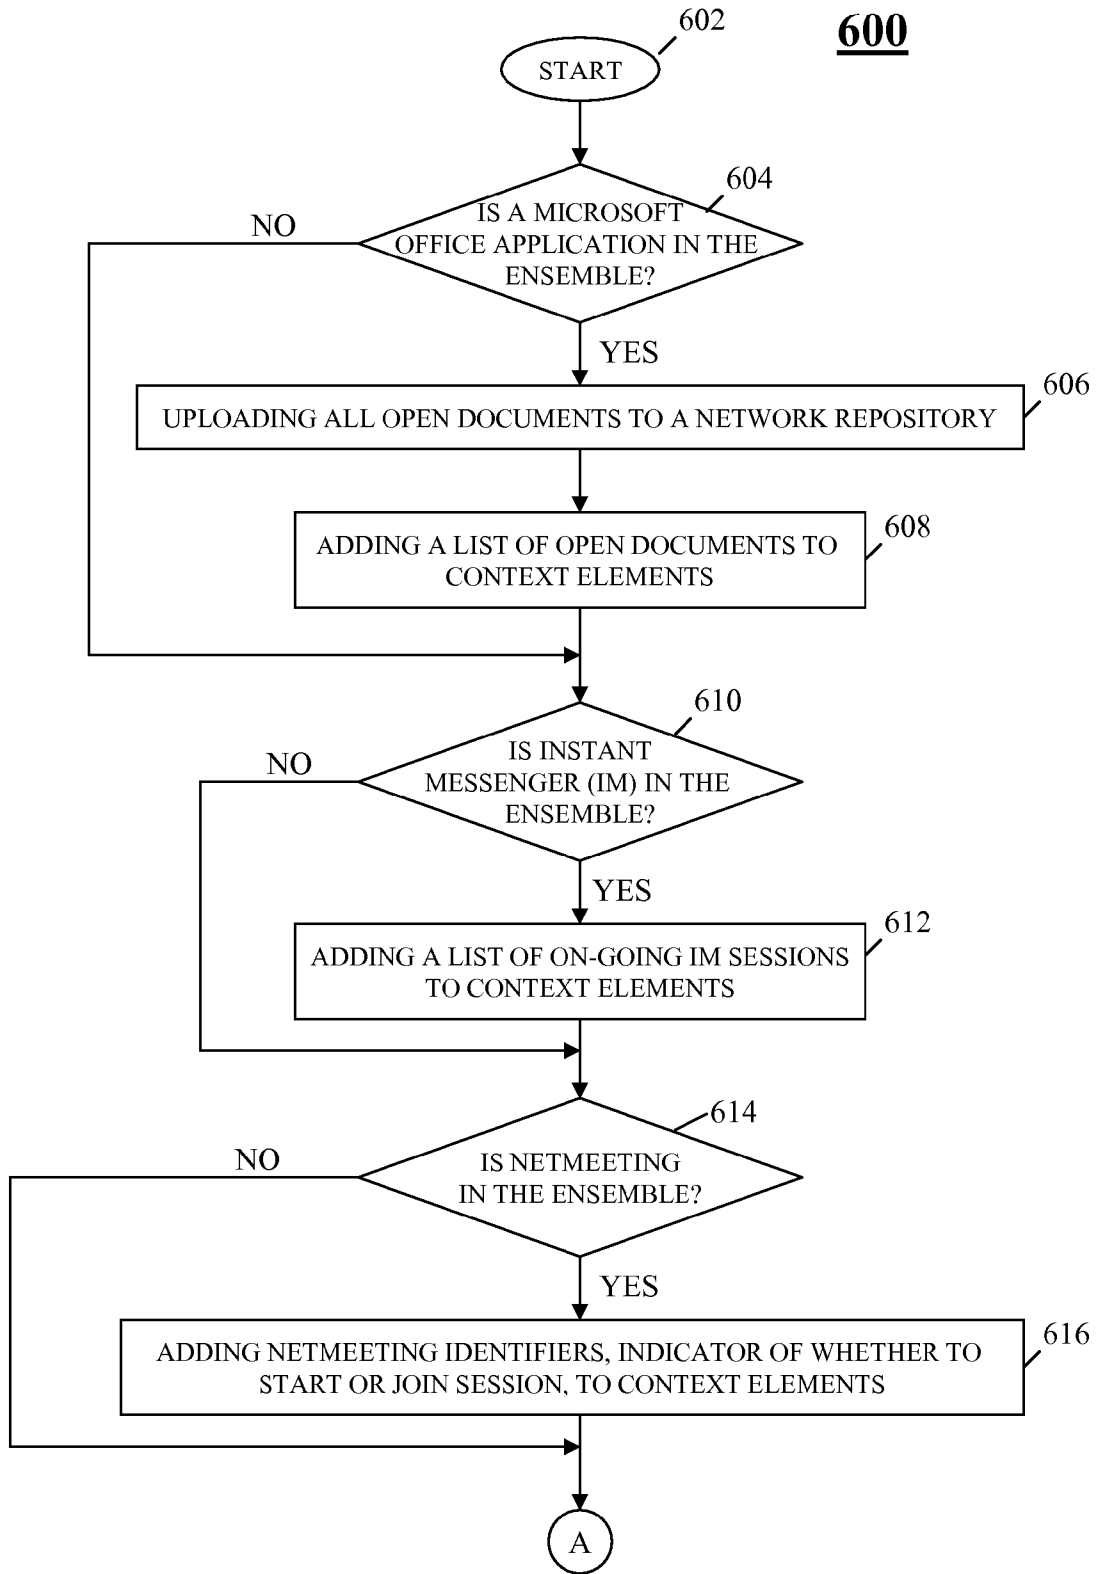 600
602
START
604
IS A MICROSOFT
OFFICE APPLICATION IN THE
ENSEMBLE?
NO
YES
606
UPLOADING ALL OPEN DOCUMENTS TO A NETWORK REPOSITORY
608
ADDING A LIST OF OPEN DOCUMENTS TO
CONTEXT ELEMENTS
610
IS INSTANT
MESSENGER (IM) IN THE
ENSEMBLE?
NO
YES
612
ADDING A LIST OF ON-GOING IM SESSIONS
TO CONTEXT ELEMENTS
614
IS NETMEETING
IN THE ENSEMBLE?
NO
YES
616
ADDING NETMEETING IDENTIFIERS, INDICATOR OF WHETHER TO
START OR JOIN SESSION, TO CONTEXT ELEMENTS
A